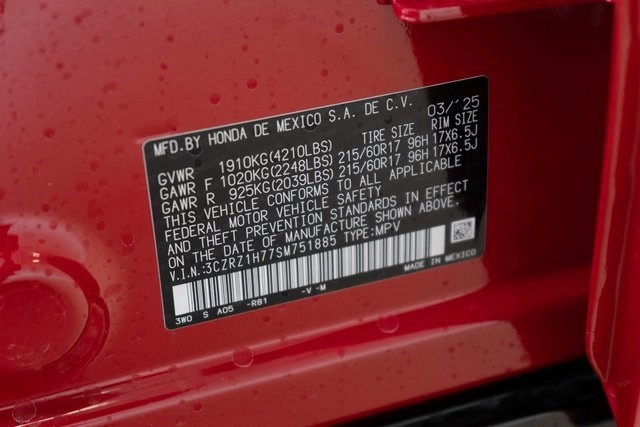 MFD.BY HONDA DE MEXICO S.A. DE C.V. 03/'25
GVWR 1910KG(4210LBS) TIRE SIZE RIM SIZE
GAWR F 1020KG(2248LBS) 215/60R17 96H 17X6.5J
GAWR R 925KG(2039LBS) 215/60R17 96H 17X6.5J
THIS VEHICLE CONFORMS TO ALL APPLICABLE
FEDERAL MOTOR VEHICLE SAFETY
AND THEFT PREVENTION STANDARDS IN EFFECT
ON THE DATE OF MANUFACTURE SHOWN ABOVE.
V.I.N.:3CZRZ1H77SM751885 TYPE:MPV
MADE IN MEXICO
3W0 S A05 -R81 -V -M